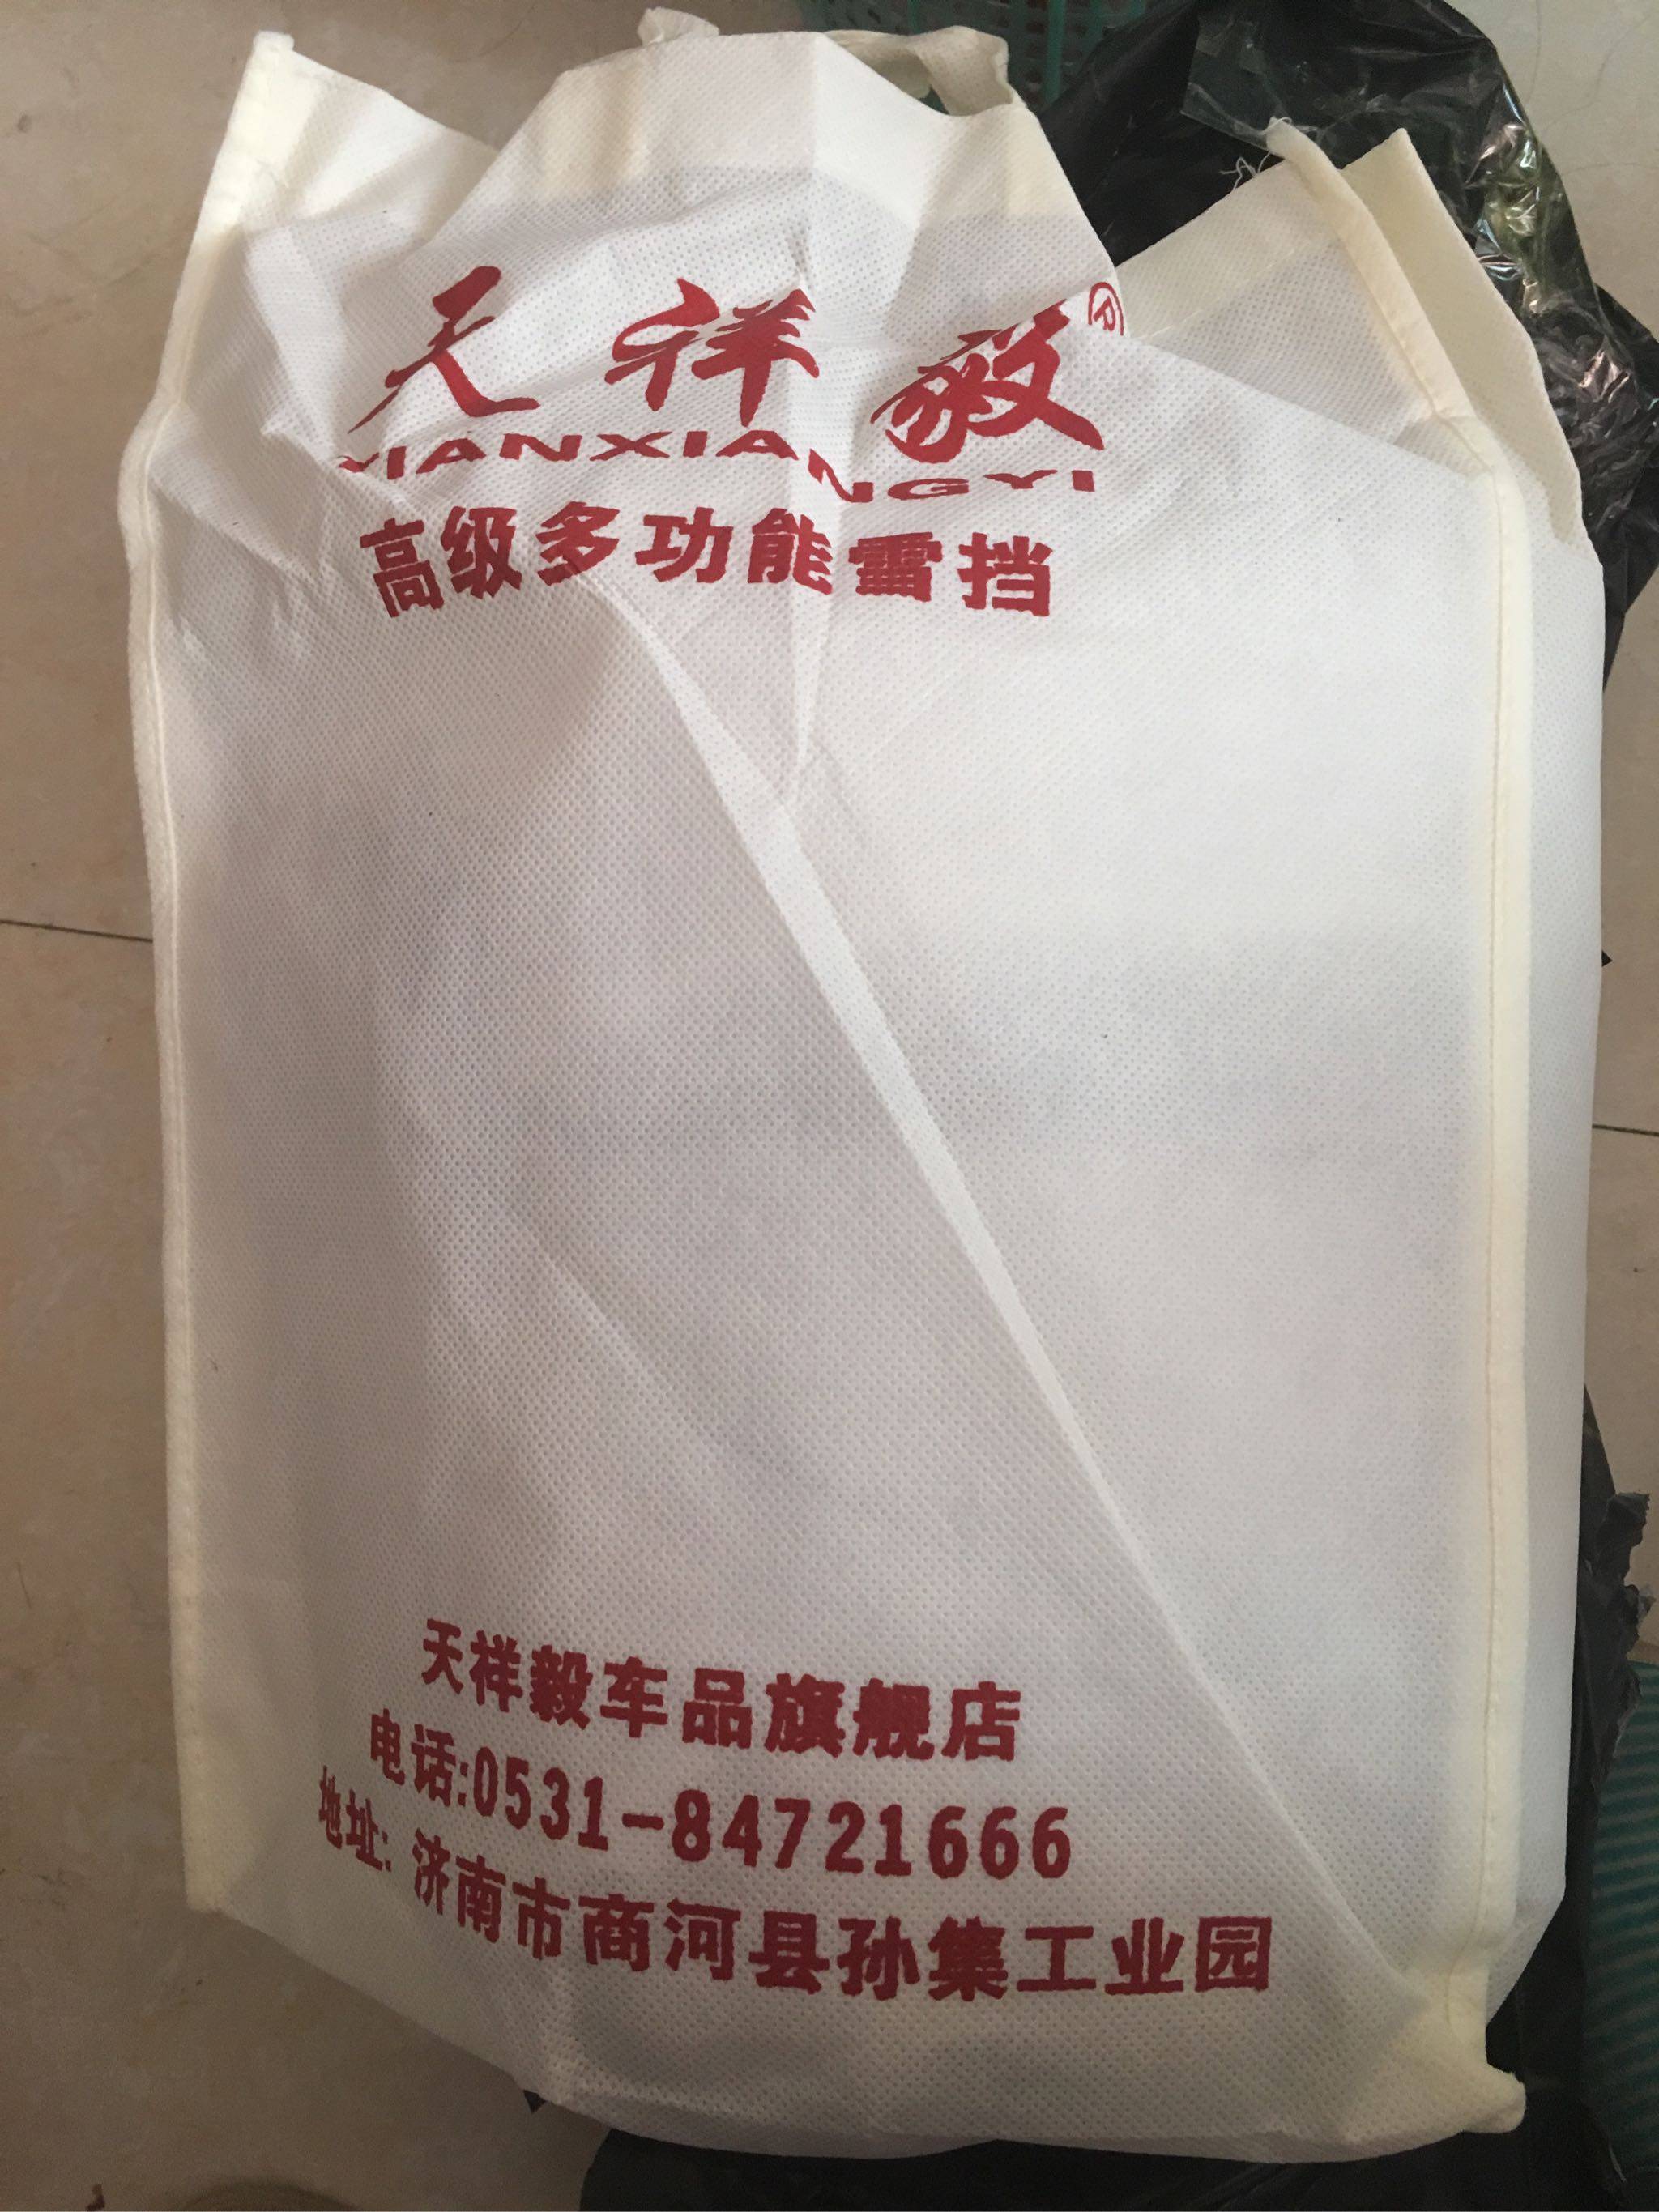 天祥毅®
TIANXIANGYI
高级多功能雪挡
天祥毅车品旗舰店
电话:0531-84721666
地址: 济南市商河县孙集工业园